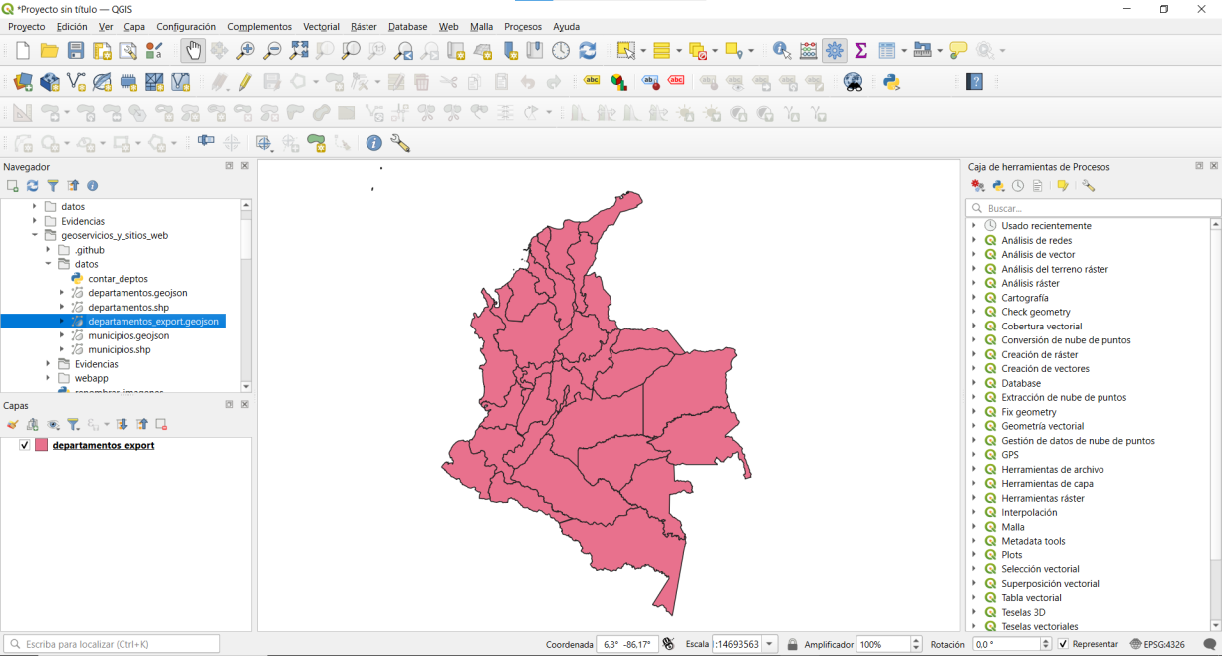 *Proyecto sin título — QGIS
Proyecto Edición Ver Capa Configuración Complementos Vectorial Ráster Database Web Malla Procesos Ayuda
Navegador
datos
Evidencias
geoservicios_y_sitios_web
.github
datos
contar_deptos
departamentos.geojson
departamentos.shp
departamentos_export.geojson
municipios.geojson
municipios.shp
Evidencias
webapp
Capas
departamentos export
Caja de herramientas de Procesos
Buscar...
Usado recientemente
Análisis de redes
Análisis de vector
Análisis del terreno ráster
Análisis ráster
Cartografía
Check geometry
Cobertura vectorial
Conversión de nube de puntos
Creación de ráster
Creación de vectores
Database
Extracción de nube de puntos
Fix geometry
Geometría vectorial
Gestión de datos de nube de puntos
GPS
Herramientas de archivo
Herramientas de capa
Herramientas ráster
Interpolación
Malla
Metadata tools
Plots
Selección vectorial
Superposición vectorial
Tabla vectorial
Teselas 3D
Teselas vectoriales
Escriba para localizar (Ctrl+K)
Coordenada 6.3° -86.17° Escala :14693563 Amplificador 100% Rotación 0.0 ° Representar EPSG:4326